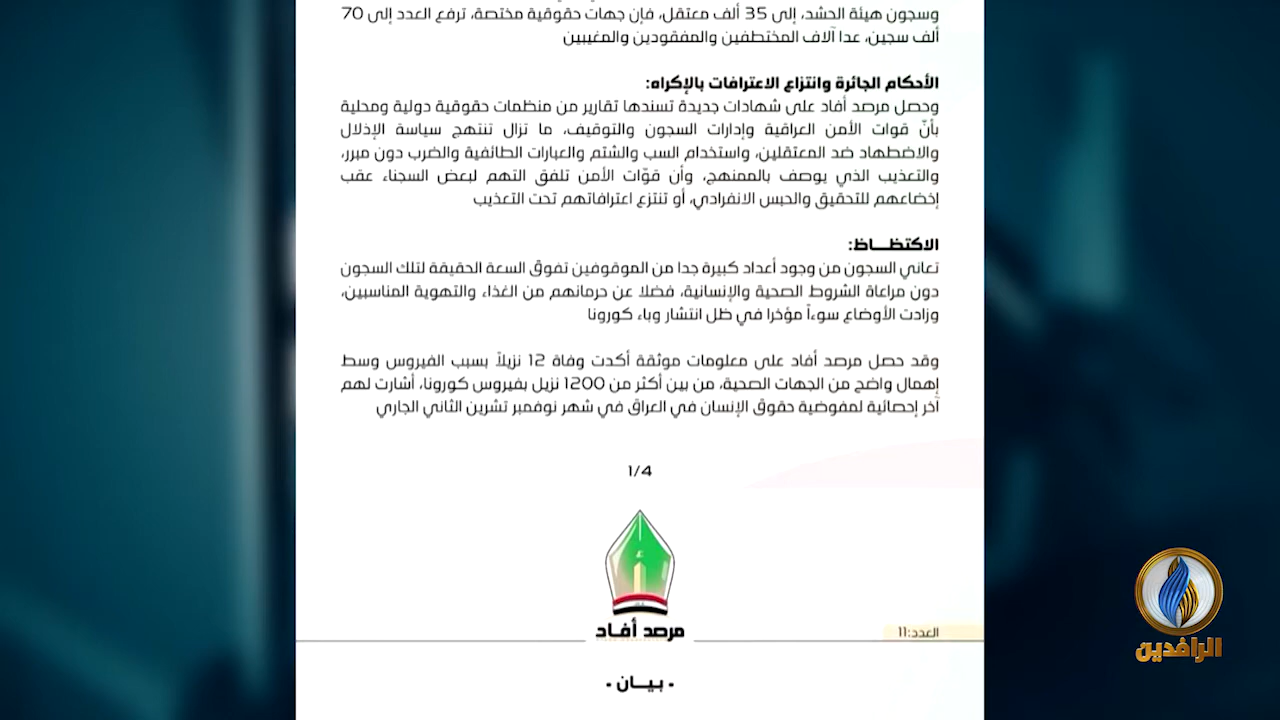 وسجون هيئة الحشد، إلى 35 ألف معتقل، فإن جهات حقوقية مختصة، ترفع العدد إلى 70
ألف سجين، عدا آلاف المختطفين والمفقودين والمغيبين
الأحكام الجائرة وانتزاع الاعترافات بالإكراه:
وحصل مرصد أفاد على شهادات جديدة تسندها تقارير من منظمات حقوقية دولية ومحلية
بأنّ قوات الأمن العراقية وإدارات السجون والتوقيف، ما تزال تنتهج سياسة الإذلال
والاضطهاد ضد المعتقلين، واستخدام السب والشتم والعبارات الطائفية والضرب دون مبرر،
والتعذيب الذي يوصف بالممنهج، وأن قوّات الأمن تلفق التهم لبعض السجناء عقب
إخضاعهم للتحقيق والحبس الانفرادي، أو تنتزع اعترافاتهم تحت التعذيب
الاكتظـــاظ:
تعاني السجون من وجود أعداد كبيرة جدا من الموقوفين تفوق السعة الحقيقة لتلك السجون
دون مراعاة الشروط الصحية والإنسانية، فضلا عن حرمانهم من الغذاء والتهوية المناسبين،
وزادت الأوضاع سوءاً مؤخرا في ظل انتشار وباء كورونا
وقد حصل مرصد أفاد على معلومات موثقة أكدت وفاة 12 نزيلاً بسبب الفيروس وسط
إهمال واضح من الجهات الصحية، من بين أكثر من 1200 نزيل بفيروس كورونا، أشارت لهم
آخر إحصائية لمفوضية حقوق الإنسان في العراق في شهر نوفمبر تشرين الثاني الجاري
1/4
مرصد أفـاد
العدد:11
الرافدين
- بيـــان -